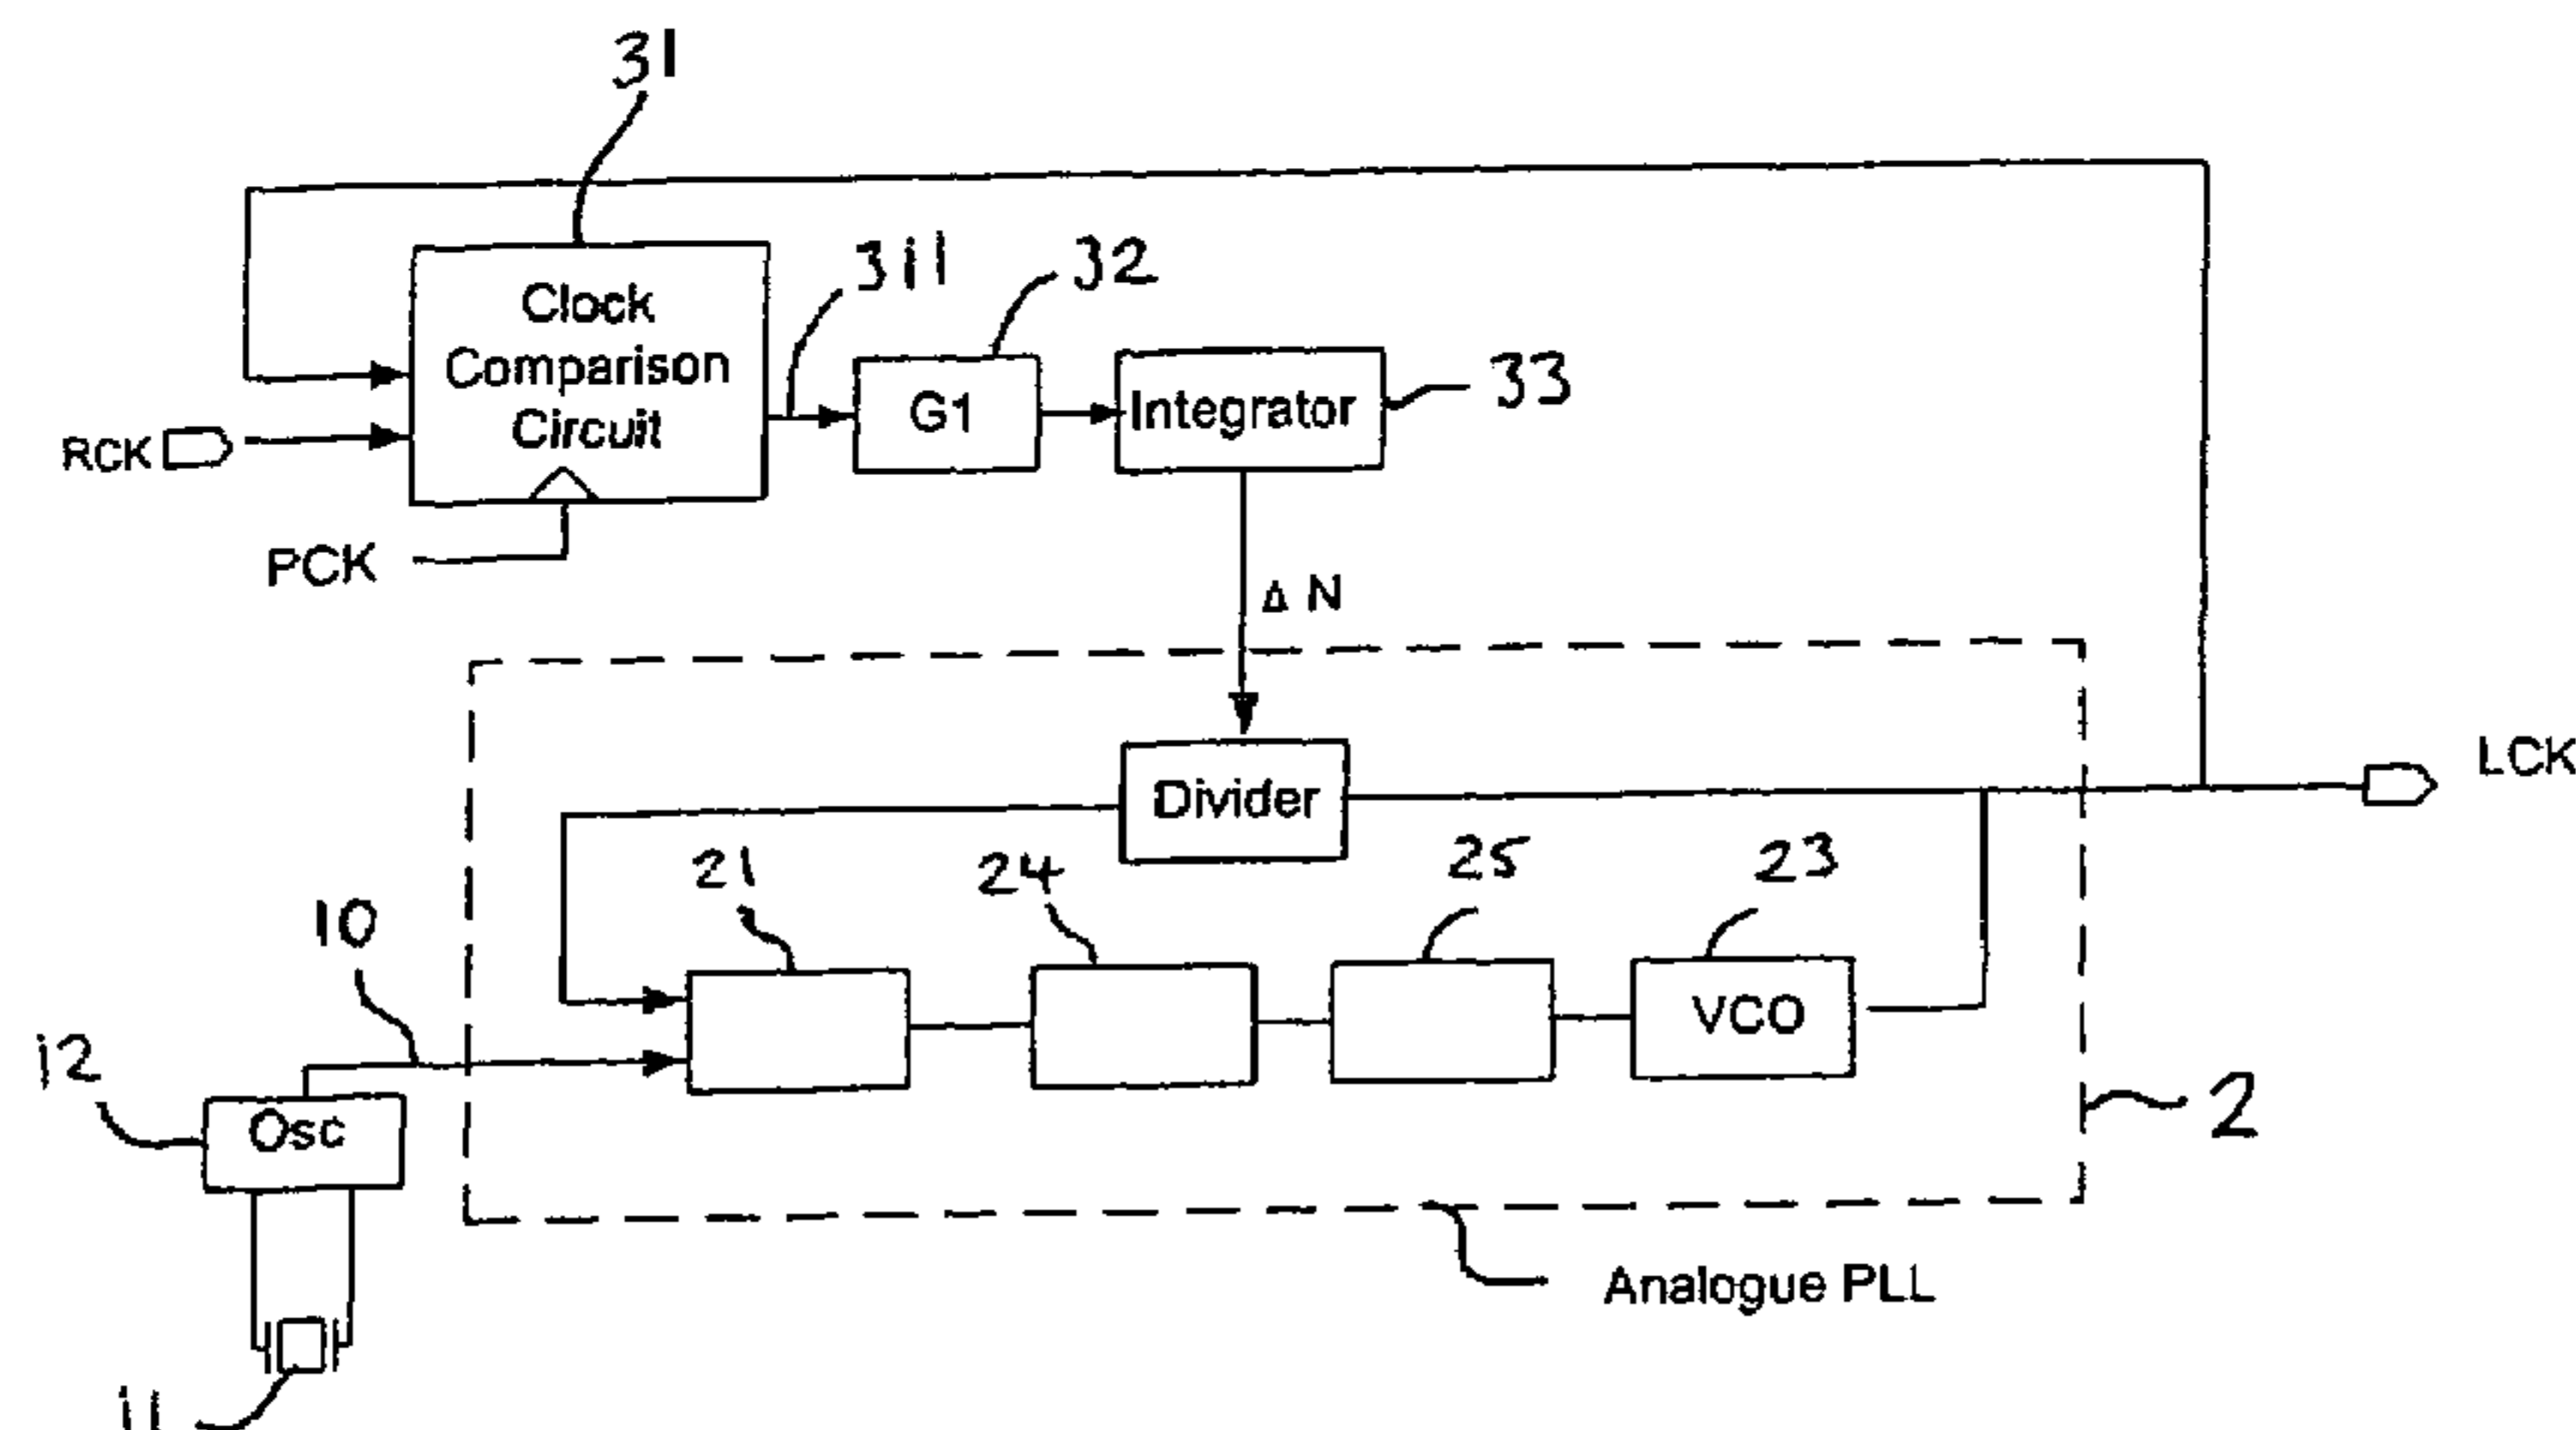 31
Clock
Comparison
Circuit
311
32
G1
Integrator
33
RCK
PCK
Δ N
Divider
LCK
21
24
25
23
VCO
10
12
Osc
2
Analogue PLL
11